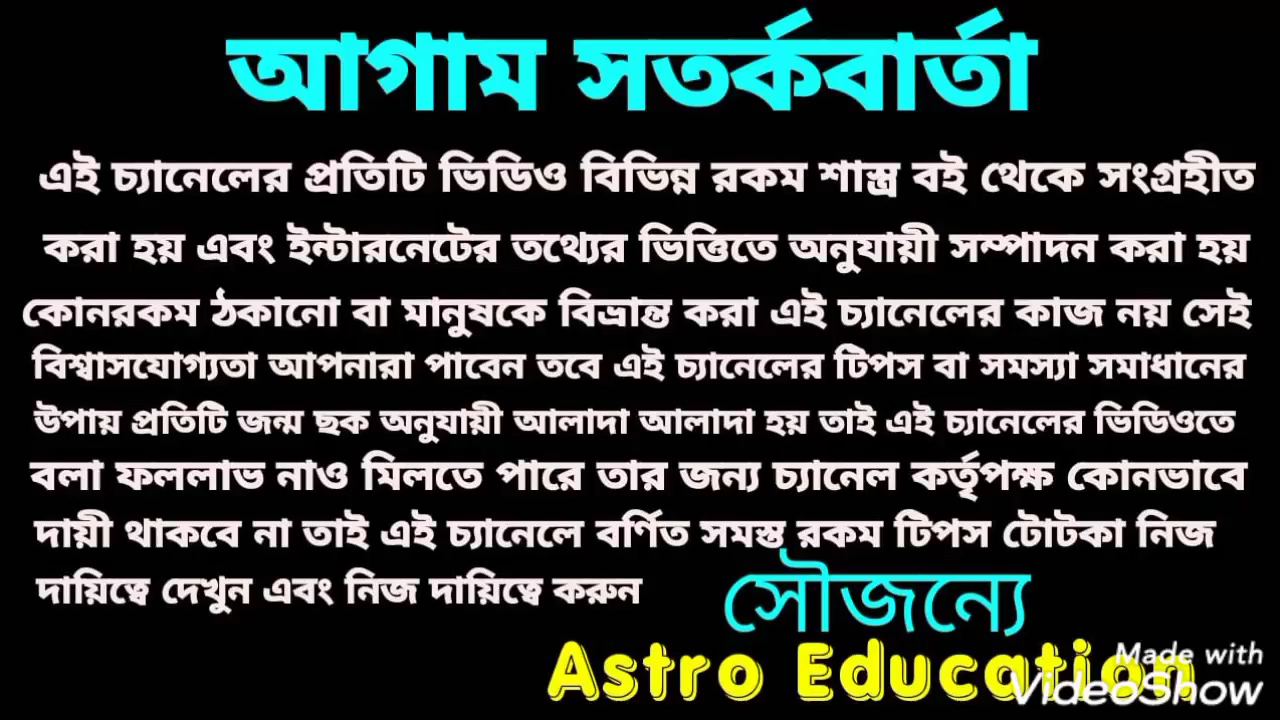 আগাম সতর্কবার্তা
এই চ্যানেলের প্রতিটি ভিডিও বিভিন্ন রকম শাস্ত্র বই থেকে সংগ্রহীত
করা হয় এবং ইন্টারনেটের তথ্যের ভিত্তিতে অনুযায়ী সম্পাদন করা হয়
কোনরকম ঠকানো বা মানুষকে বিভ্রান্ত করা এই চ্যানেলের কাজ নয় সেই
বিশ্বাসযোগ্যতা আপনারা পাবেন তবে এই চ্যানেলের টিপস বা সমস্যা সমাধানের
উপায় প্রতিটি জন্ম ছক অনুযায়ী আলাদা আলাদা হয় তাই এই চ্যানেলের ভিডিওতে
বলা ফললাভ নাও মিলতে পারে তার জন্য চ্যানেল কর্তৃপক্ষ কোনভাবে
দায়ী থাকবে না তাই এই চ্যানেলে বর্ণিত সমস্ত রকম টিপস টোটকা নিজ
দায়িত্বে দেখুন এবং নিজ দায়িত্বে করুন
সৌজন্যে
Astro Education
Made with
VideoShow